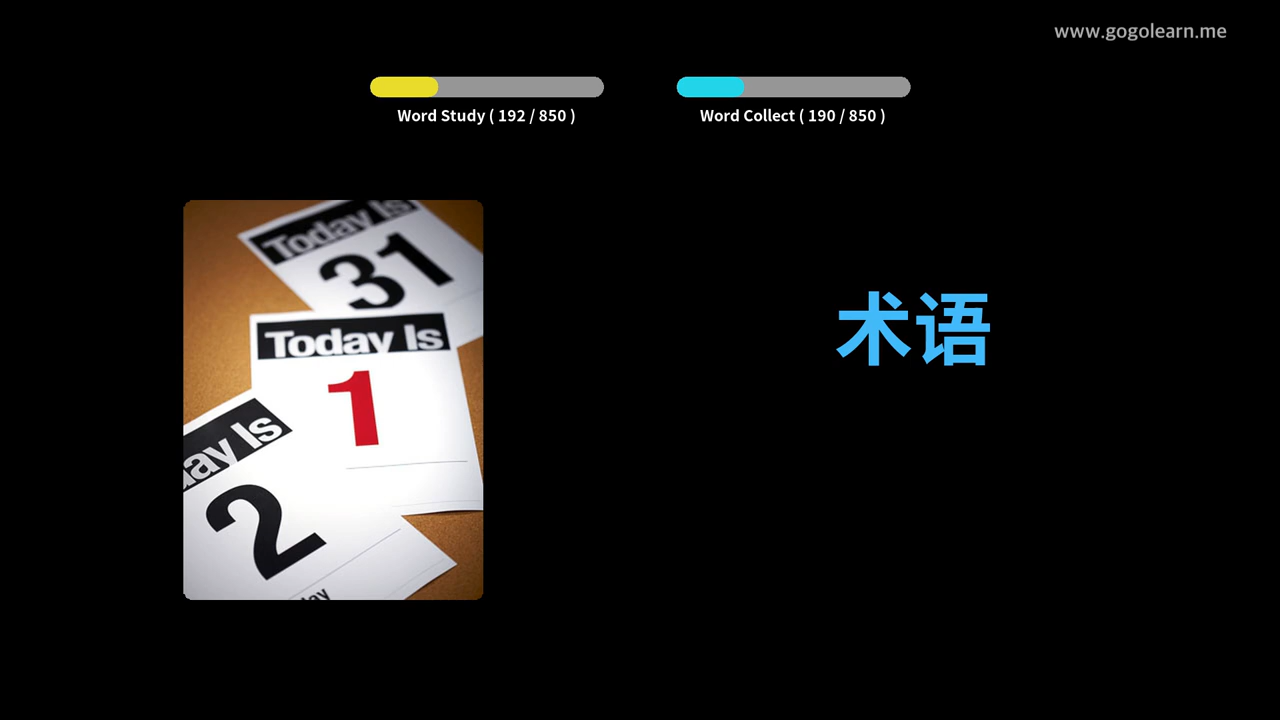 www.gogolearn.me
Word Study ( 192 / 850 )
Word Collect ( 190 / 850 )
Today Is
31
Today Is
1
ay Is
2
术语